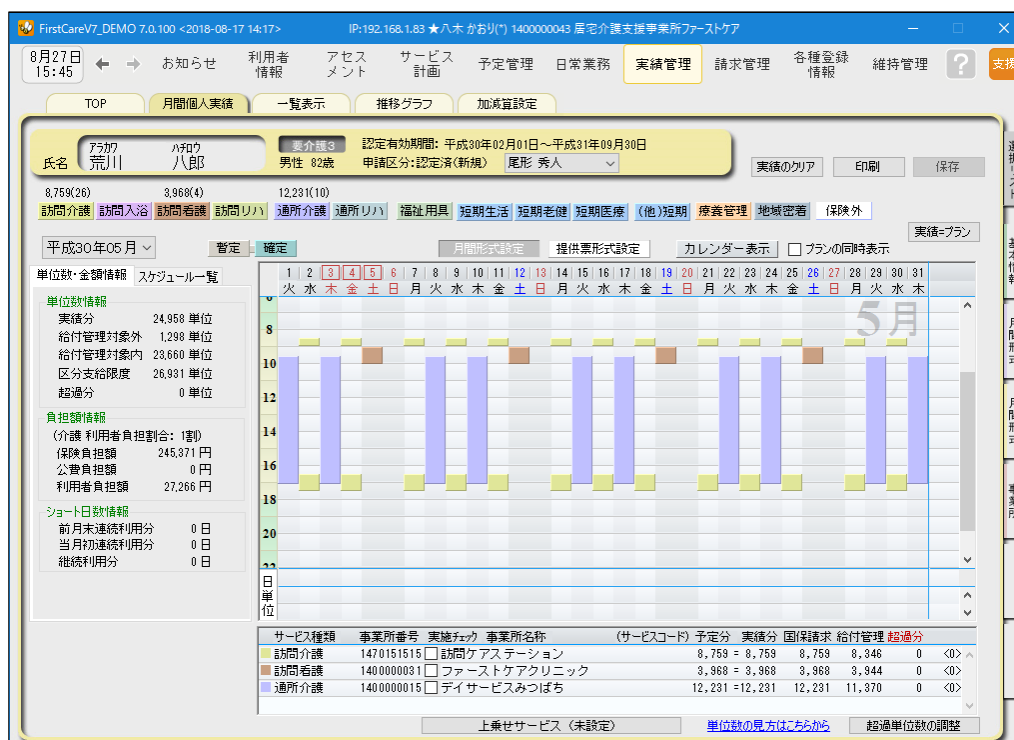 FirstCareV7_DEMO 7.0.100 <2018-08-17 14:17> IP:192.168.1.83 ★八木 かおり(*) 1400000043 居宅介護支援事業所ファーストケア
8月27日 15:45 お知らせ 利用者情報 アセスメント サービス計画 予定管理 日常業務 実績管理 請求管理 各種登録情報 維持管理 ? 支援
TOP 月間個人実績 一覧表示 推移グラフ 加減算設定
氏名 アラカワ ハチロウ 荒川 八郎
要介護3 認定有効期間: 平成30年02月01日～平成31年09月30日
男性 82歳 申請区分:認定済(新規) 尾形 秀人
実績のクリア 印刷 保存
8,759(26) 3,968(4) 12,231(10)
訪問介護 訪問入浴 訪問看護 訪問リハ 通所介護 通所リハ 福祉用具 短期生活 短期老健 短期医療 (他)短期 療養管理 地域密着 保険外
実績=プラン
平成30年05月 暫定 確定 月間形式設定 提供票形式設定 カレンダー表示 プランの同時表示
単位数・金額情報 スケジュール一覧
単位数情報
実績分 24,958 単位
給付管理対象外 1,298 単位
給付管理対象内 23,660 単位
区分支給限度 26,931 単位
超過分 0 単位
負担額情報
(介護 利用者負担割合: 1割)
保険負担額 245,371 円
公費負担額 0 円
利用者負担額 27,266 円
ショート日数情報
前月末連続利用分 0 日
当月初連続利用分 0 日
継続利用分 0 日
1 2 3 4 5 6 7 8 9 10 11 12 13 14 15 16 17 18 19 20 21 22 23 24 25 26 27 28 29 30 31
火 水 木 金 土 日 月 火 水 木 金 土 日 月 火 水 木 金 土 日 月 火 水 木 金 土 日 月 火 水 木
5月
8
10
12
14
16
18
20
22
日単位
サービス種類 事業所番号 実施チェック 事業所名称 (サービスコード) 予定分 実績分 国保請求 給付管理 超過分
訪問介護 1470151515 訪問ケアステーション 8,759 = 8,759 8,759 8,346 0 <0>
訪問看護 1400000031 ファーストケアクリニック 3,968 = 3,968 3,968 3,944 0 <0>
通所介護 1400000015 デイサービスみつばち 12,231 =12,231 12,231 11,370 0 <0>
上乗せサービス (未設定) 単位数の見方はこちらから 超過単位数の調整
基本情報
月間形式
月間形式
事業所